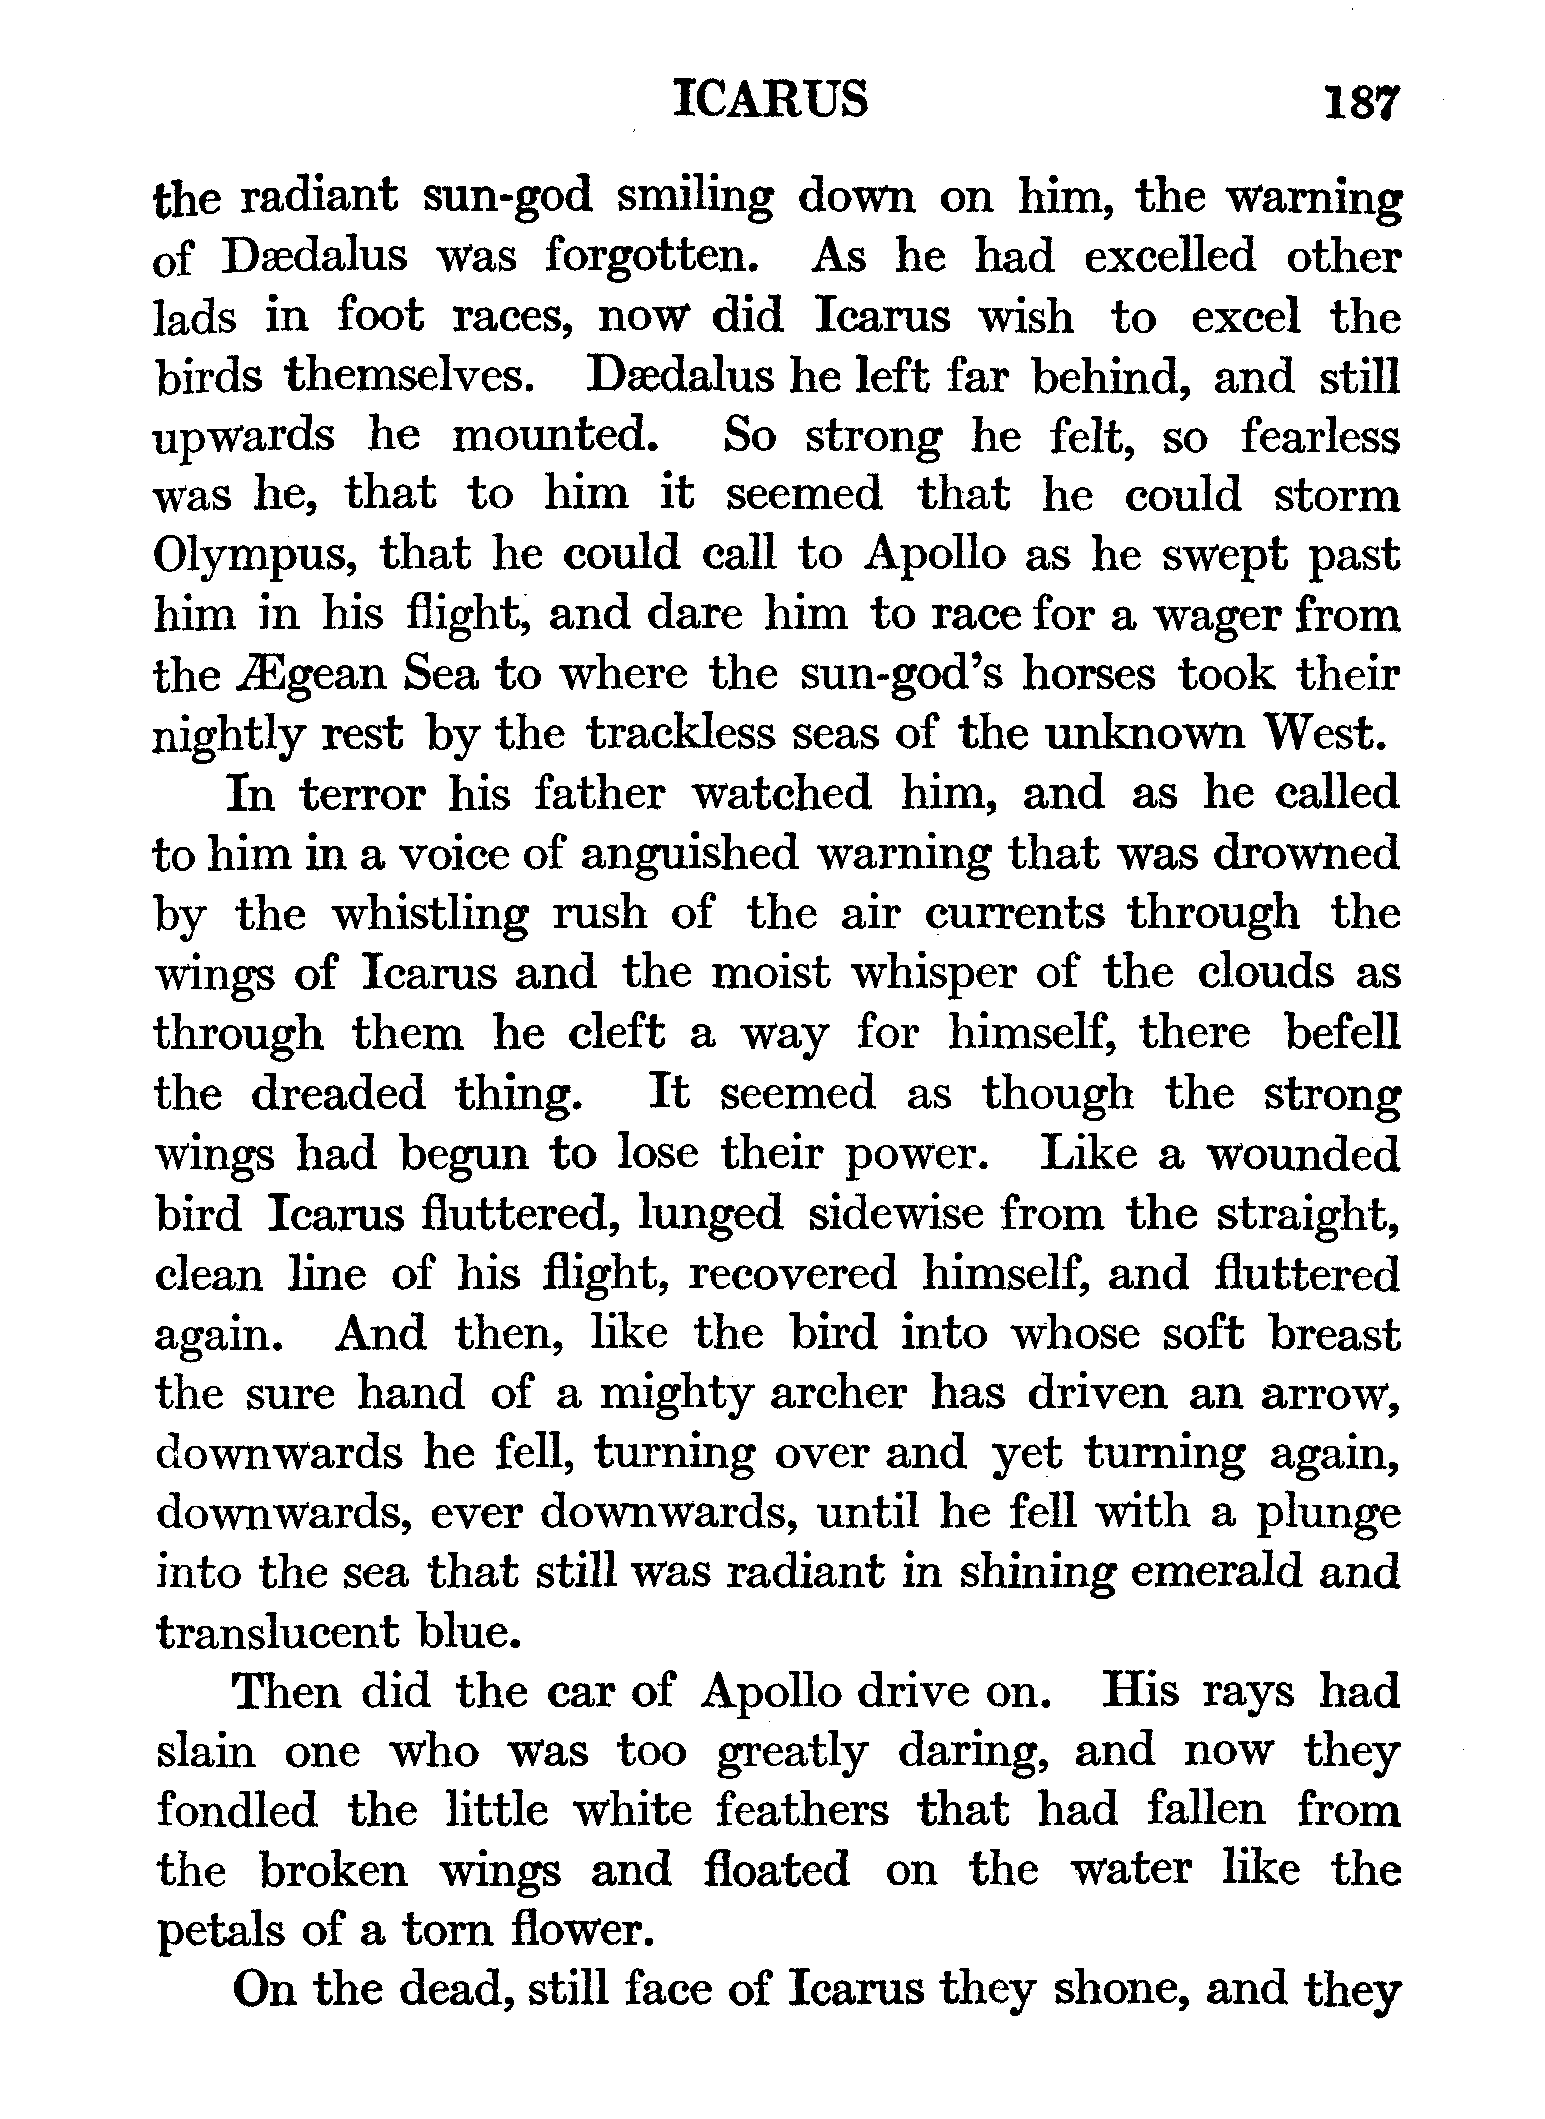 ICARUS 187
the radiant sun-god smiling down on him, the warning
of Dædalus was forgotten. As he had excelled other
lads in foot races, now did Icarus wish to excel the
birds themselves. Dædalus he left far behind, and still
upwards he mounted. So strong he felt, so fearless
was he, that to him it seemed that he could storm
Olympus, that he could call to Apollo as he swept past
him in his flight, and dare him to race for a wager from
the Ægean Sea to where the sun-god's horses took their
nightly rest by the trackless seas of the unknown West.
In terror his father watched him, and as he called
to him in a voice of anguished warning that was drowned
by the whistling rush of the air currents through the
wings of Icarus and the moist whisper of the clouds as
through them he cleft a way for himself, there befell
the dreaded thing. It seemed as though the strong
wings had begun to lose their power. Like a wounded
bird Icarus fluttered, lunged sidewise from the straight,
clean line of his flight, recovered himself, and fluttered
again. And then, like the bird into whose soft breast
the sure hand of a mighty archer has driven an arrow,
downwards he fell, turning over and yet turning again,
downwards, ever downwards, until he fell with a plunge
into the sea that still was radiant in shining emerald and
translucent blue.
Then did the car of Apollo drive on. His rays had
slain one who was too greatly daring, and now they
fondled the little white feathers that had fallen from
the broken wings and floated on the water like the
petals of a torn flower.
On the dead, still face of Icarus they shone, and they